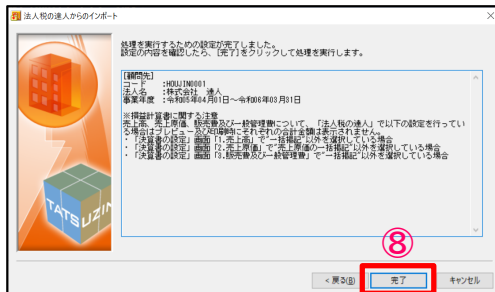 法人税の達人からのインポート
処理を実行するための設定が完了しました。
設定の内容を確認したら、[完了]をクリックして処理を実行します。
[顧問先]
コード　:HOUJIN0001
法人名　:株式会社　達人
事業年度　:令和05年04月01日～令和06年03月31日
※損益計算書に関する注意
売上高、売上原価、販売費及び一般管理費について、「法人税の達人」で以下の設定を行ってい
る場合はプレビュー及び印刷時にそれぞれの合計金額は表示されません。
・「決算書の設定」画面「1.売上高」で"一括掲記"以外を選択している場合
・「決算書の設定」画面「2.売上原価」で"売上原価の一括掲記"以外を選択している場合
・「決算書の設定」画面「3.販売費及び一般管理費」で"一括掲記"以外を選択している場合
TATSUZIN
⑧
< 戻る(B)
完了
キャンセル